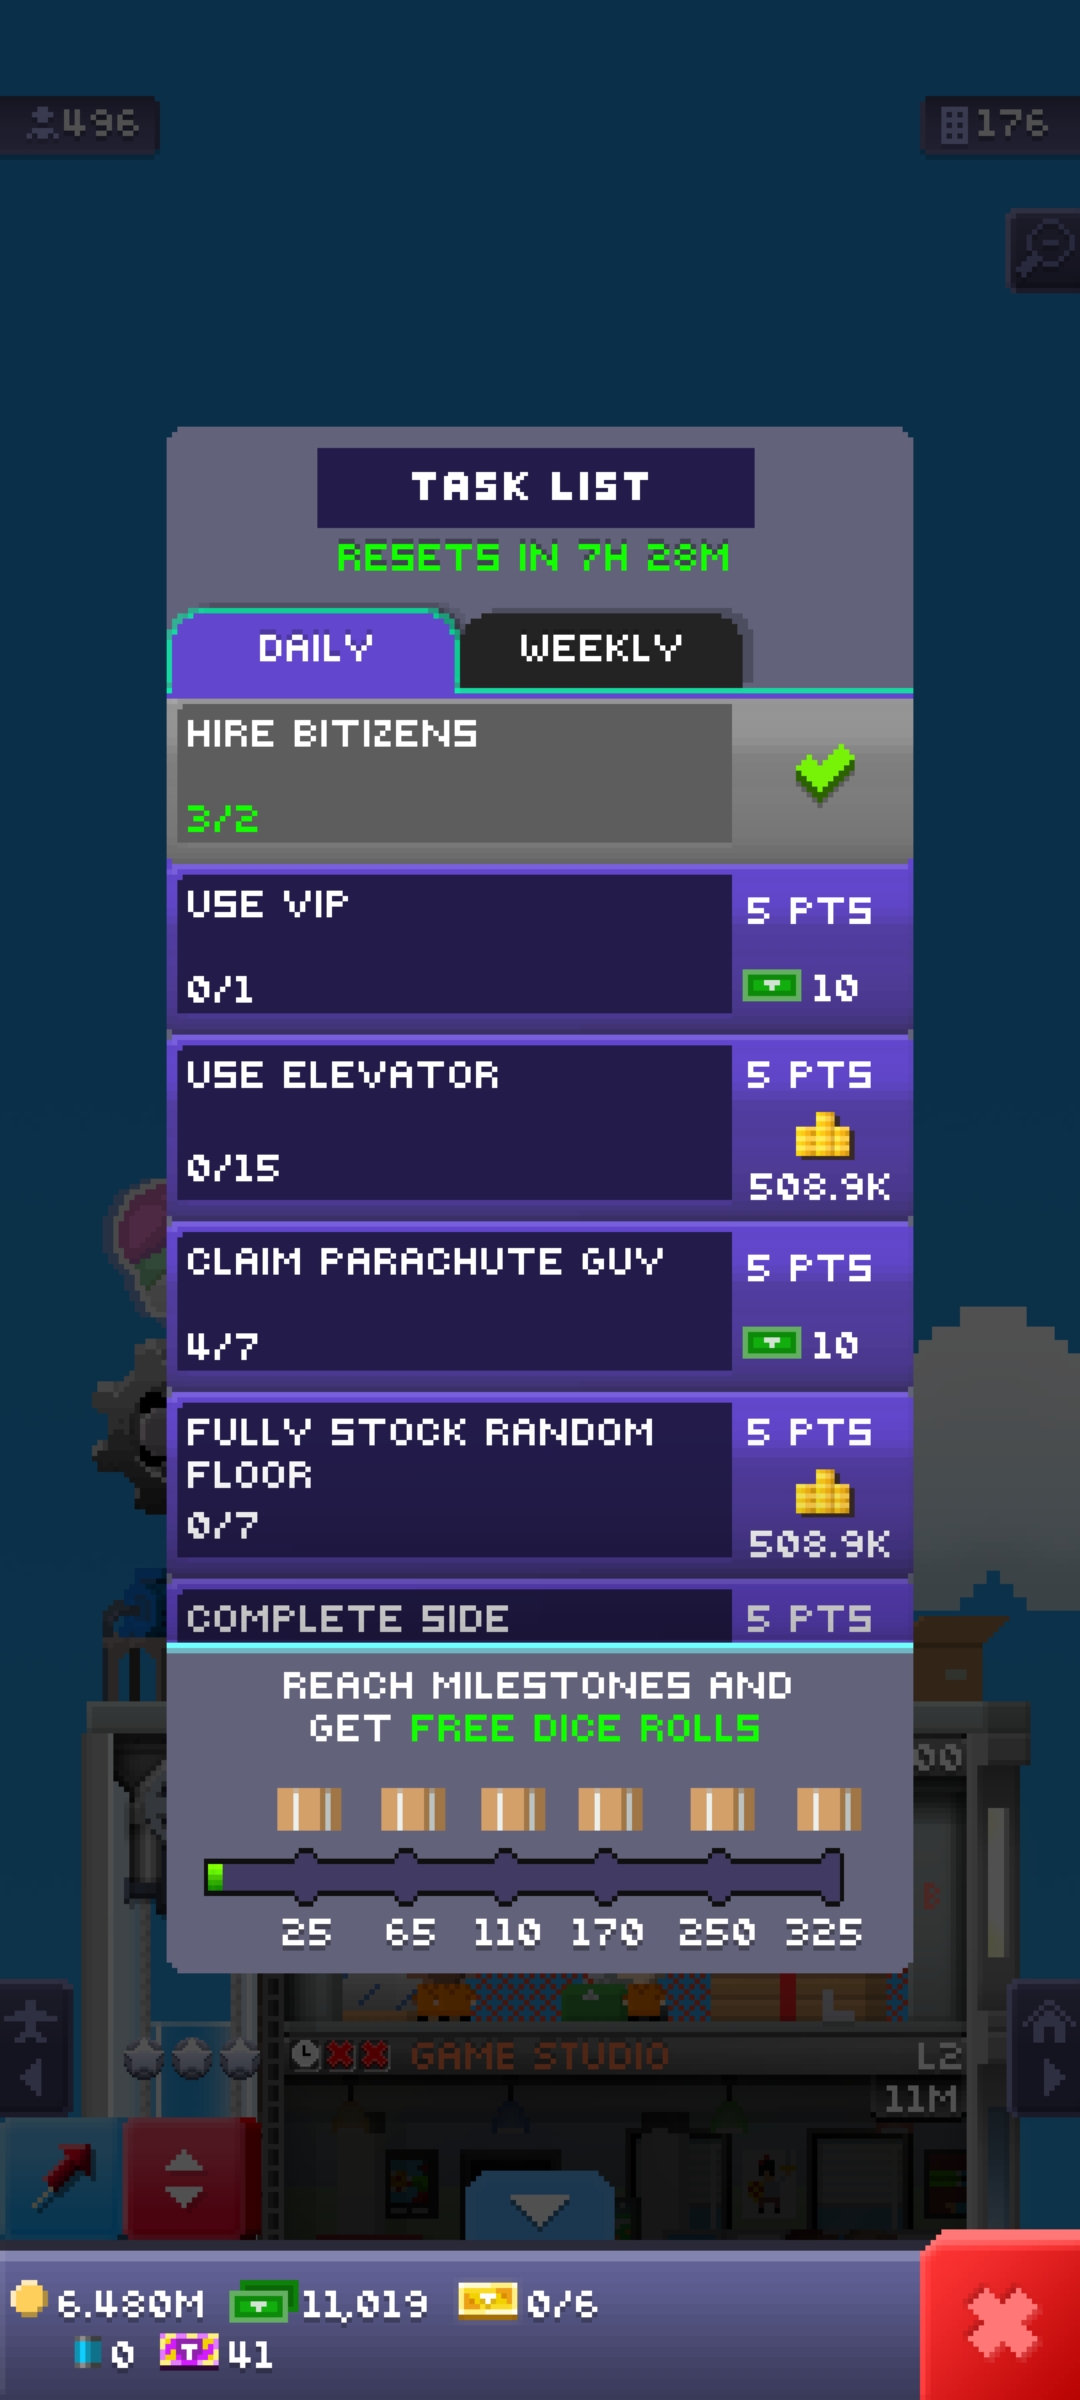 496
176
TASK LIST
RESETS IN 7H 28M
DAILY
WEEKLY
HIRE BITIZENS
3/2
USE VIP
5 PTS
0/1
10
USE ELEVATOR
5 PTS
0/15
508.9K
CLAIM PARACHUTE GUY
5 PTS
4/7
10
FULLY STOCK RANDOM
FLOOR
5 PTS
0/7
508.9K
COMPLETE SIDE
5 PTS
REACH MILESTONES AND
GET FREE DICE ROLLS
00
25 65 110 170 250 325
B
GAME STUDIO
L2
11M
6.480M
11,019
0/6
0
41